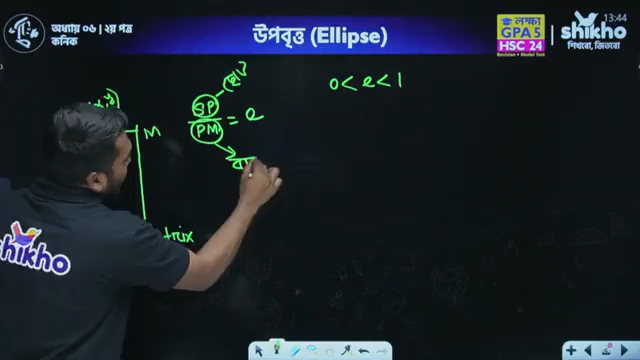 অধ্যায় ০৬ | ২য় পত্র
কনিক
উপবৃত্ত (Ellipse)
লক্ষ্য
GPA 5
HSC 24
Revision + Model Test
13:44
shikho
শিখবো, জিতবো
0 < e < 1
SP
PM
= e
M
trix
shikho